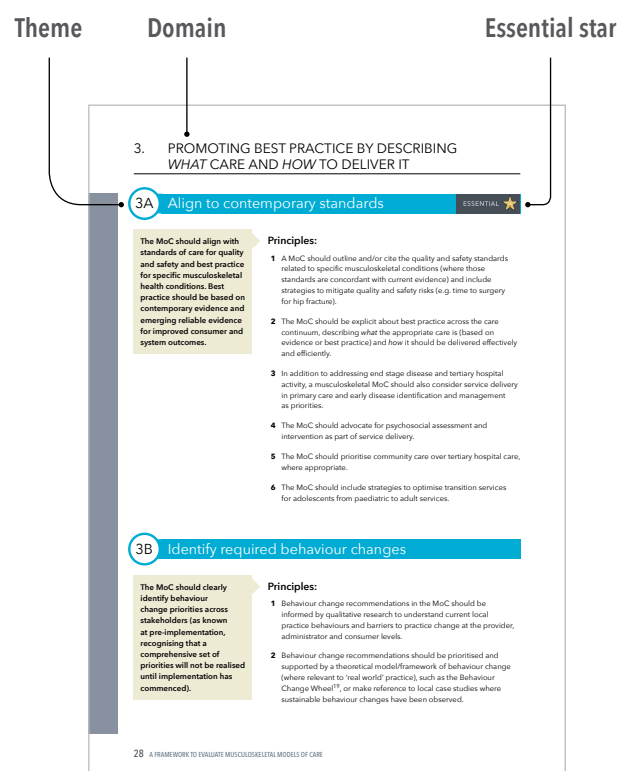 Theme Domain Essential star
3. PROMOTING BEST PRACTICE BY DESCRIBING
WHAT CARE AND HOW TO DELIVER IT
3A Align to contemporary standards ESSENTIAL
The MoC should align with
standards of care for quality
and safety and best practice
for specific musculoskeletal
health conditions. Best
practice should be based on
contemporary evidence and
emerging reliable evidence
for improved consumer and
system outcomes.
Principles:
1 A MoC should outline and/or cite the quality and safety standards
related to specific musculoskeletal conditions (where those
standards are concordant with current evidence) and include
strategies to mitigate quality and safety risks (e.g. time to surgery
for hip fracture).
2 The MoC should be explicit about best practice across the care
continuum, describing what the appropriate care is (based on
evidence or best practice) and how it should be delivered effectively
and efficiently.
3 In addition to addressing end stage disease and tertiary hospital
activity, a musculoskeletal MoC should also consider service delivery
in primary care and early disease identification and management
as priorities.
4 The MoC should advocate for psychosocial assessment and
intervention as part of service delivery.
5 The MoC should prioritise community care over tertiary hospital care,
where appropriate.
6 The MoC should include strategies to optimise transition services
for adolescents from paediatric to adult services.
3B Identify required behaviour changes
The MoC should clearly
identify behaviour
change priorities across
stakeholders (as known
at pre-implementation,
recognising that a
comprehensive set of
priorities will not be realised
until implementation has
commenced).
Principles:
1 Behaviour change recommendations in the MoC should be
informed by qualitative research to understand current local
practice behaviours and barriers to practice change at the provider,
administrator and consumer levels.
2 Behaviour change recommendations should be prioritised and
supported by a theoretical model/framework of behaviour change
(where relevant to 'real world' practice), such as the Behaviour
Change Wheel19, or make reference to local case studies where
sustainable behaviour changes have been observed.
28 A FRAMEWORK TO EVALUATE MUSCULOSKELETAL MODELS OF CARE